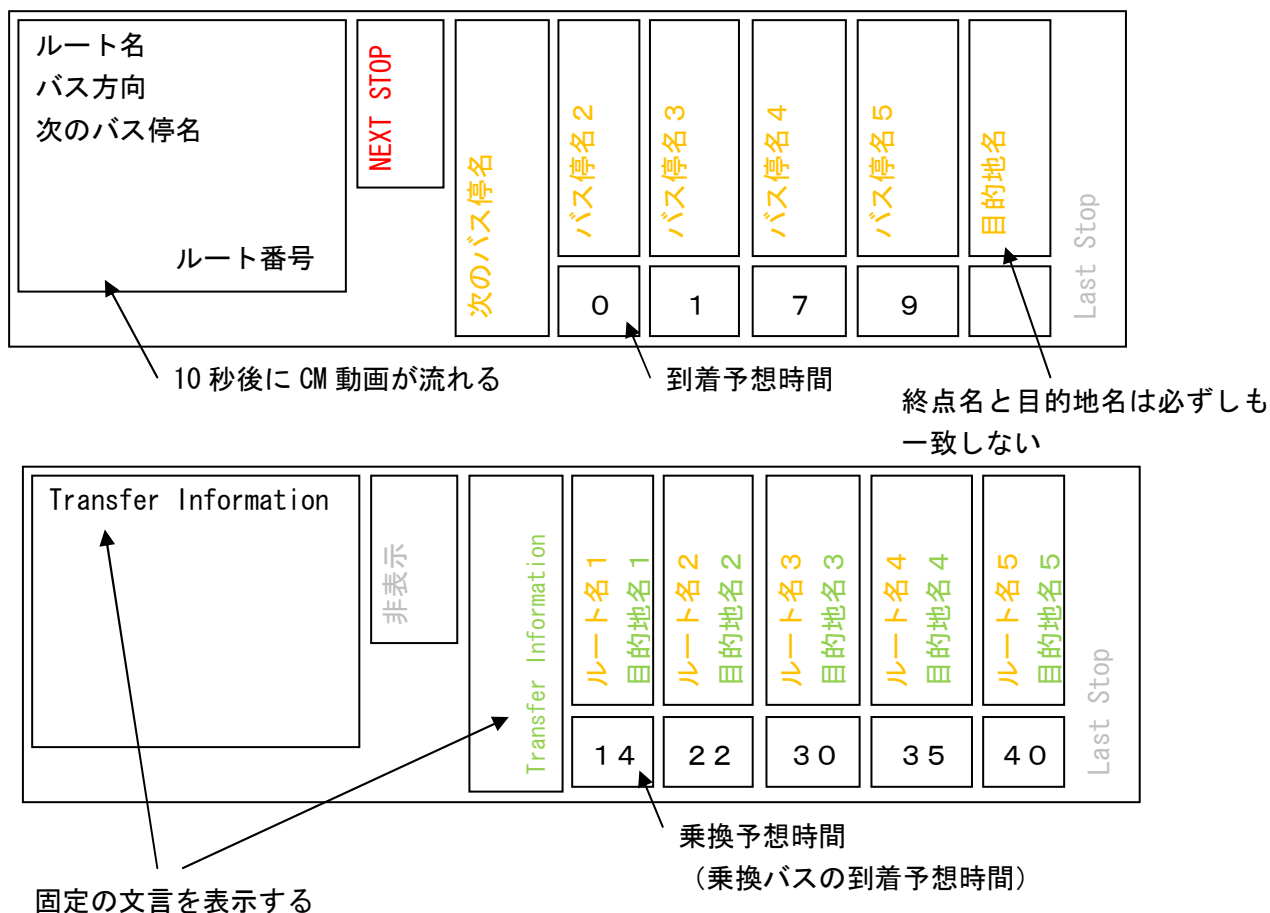 ルート名
バス方向
次のバス停名
ルート番号
NEXT STOP
次のバス停名
バス停名2
バス停名3
バス停名4
バス停名5
目的地名
Last Stop
0
1
7
9
10秒後にCM動画が流れる
到着予想時間
終点名と目的地名は必ずしも
一致しない
Transfer Information
非表示
Transfer Information
ルート名1
目的地名1
ルート名2
目的地名2
ルート名3
目的地名3
ルート名4
目的地名4
ルート名5
目的地名5
Last Stop
14
22
30
35
40
乗換予想時間
(乗換バスの到着予想時間)
固定の文言を表示する